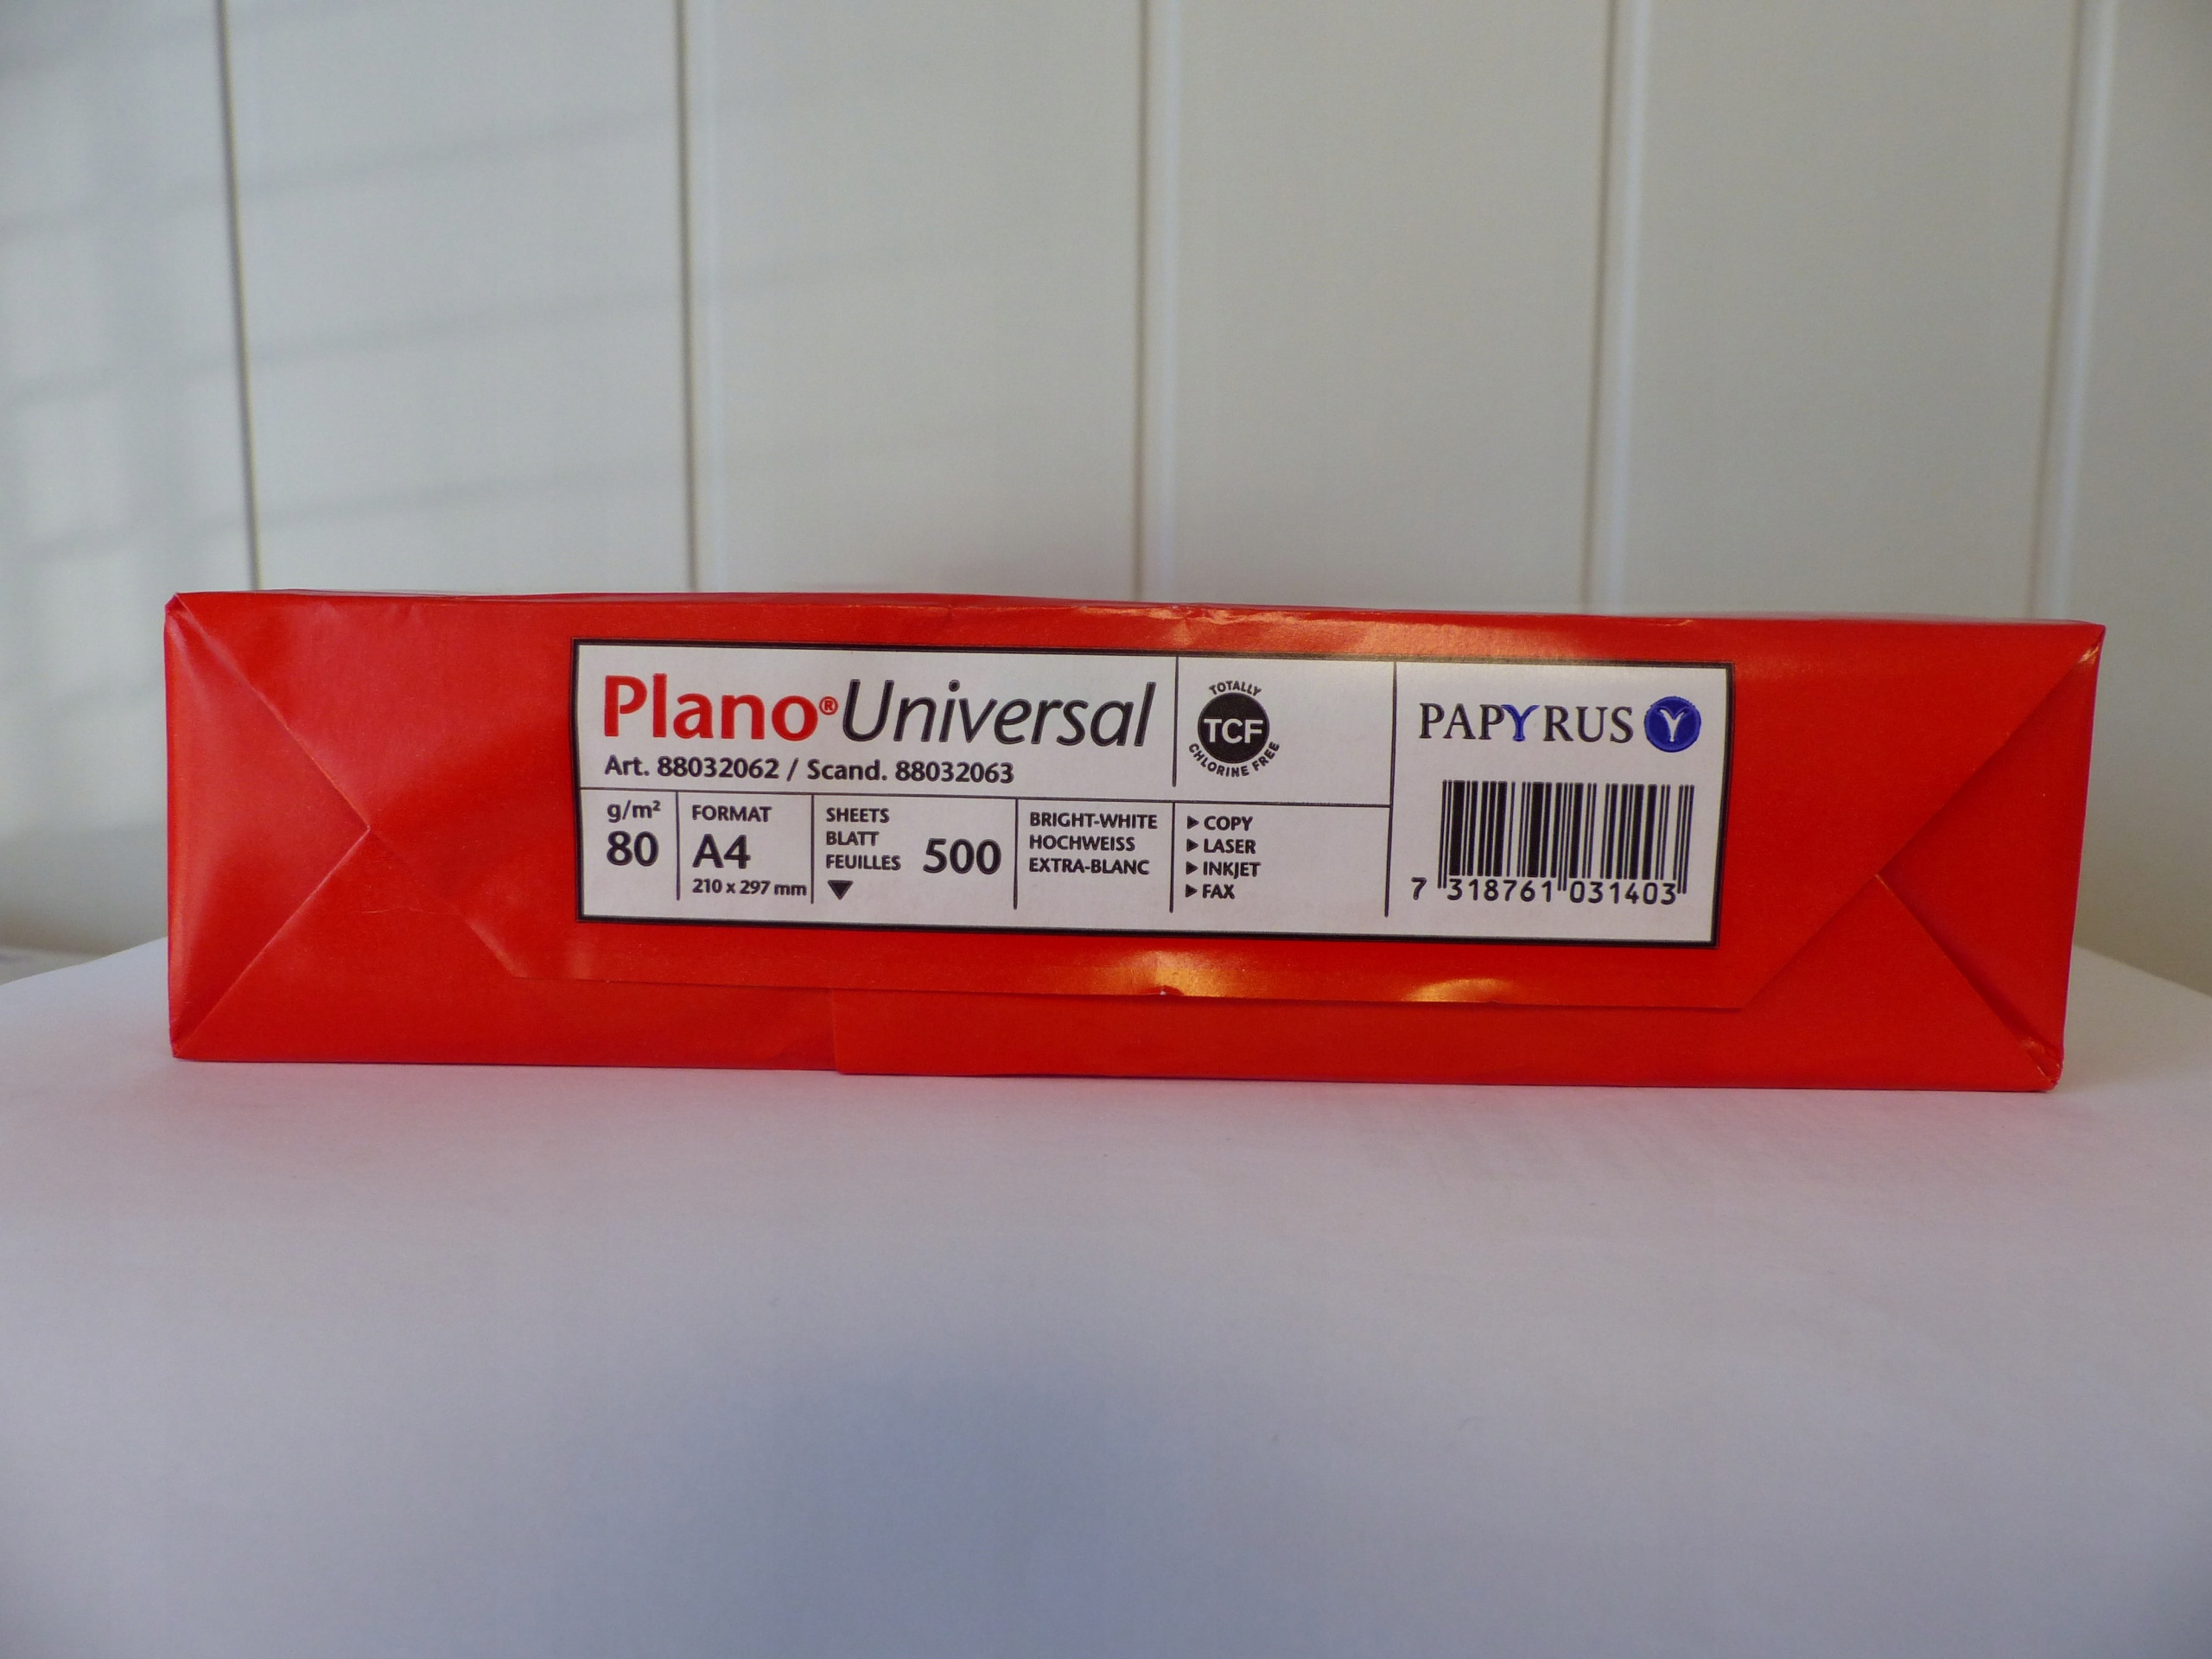 Plano® Universal
Art. 88032062 / Scand. 88032063
TOTALLY
TCF
CHLORINE FREE
PAPYRUS
g/m²
80
FORMAT
A4
210 x 297 mm
SHEETS
BLATT
FEUILLES
500
BRIGHT-WHITE
HOCHWEISS
EXTRA-BLANC
COPY
LASER
INKJET
FAX
7 318761 031403